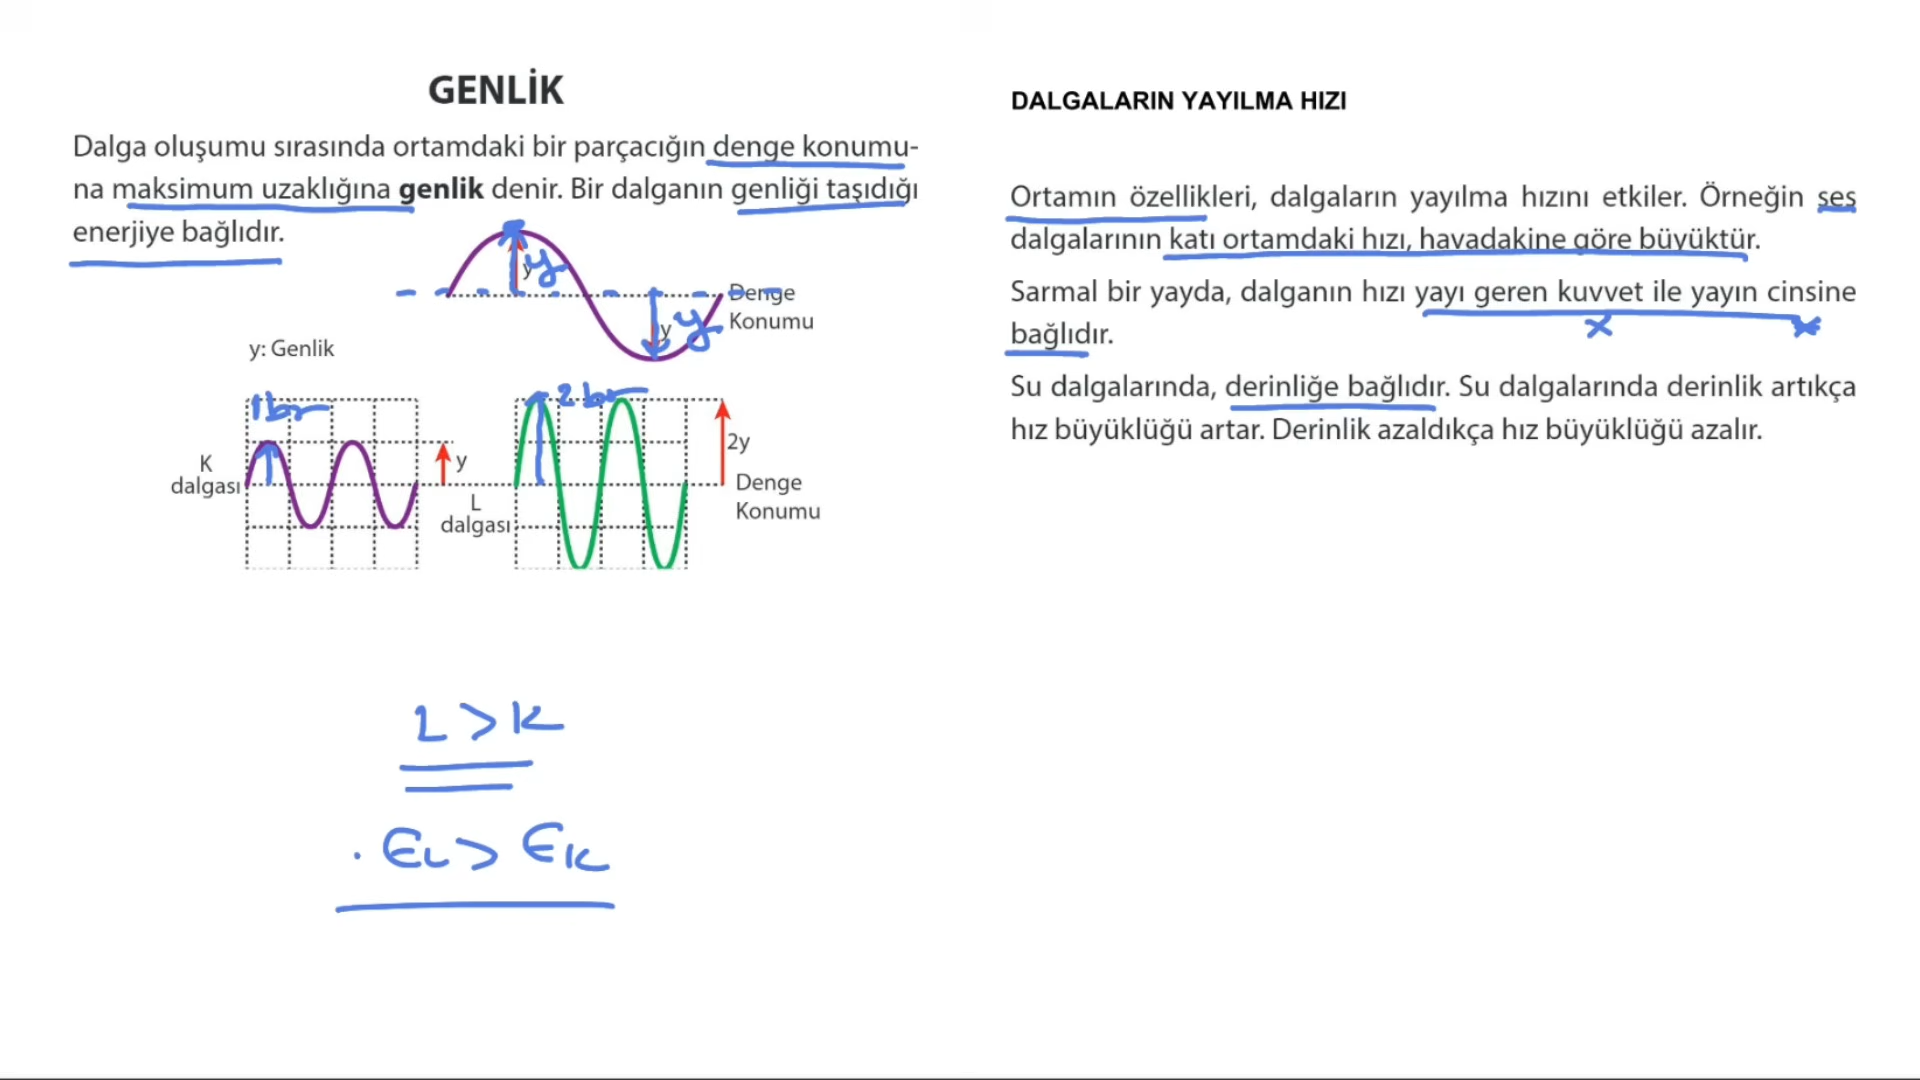 GENLİK
Dalga oluşumu sırasında ortamdaki bir parçacığın denge konumu-
na maksimum uzaklığına genlik denir. Bir dalganın genliği taşıdığı
enerjiye bağlıdır.
y
y
Denge
Konumu
y
y
y: Genlik
1br
2br
K
dalgası
y
L
dalgası
2y
Denge
Konumu
L > K
. EL > EK
DALGALARIN YAYILMA HIZI
Ortamın özellikleri, dalgaların yayılma hızını etkiler. Örneğin ses
dalgalarının katı ortamdaki hızı, havadakine göre büyüktür.
Sarmal bir yayda, dalganın hızı yayı geren kuvvet ile yayın cinsine
bağlıdır.
x x
Su dalgalarında, derinliğe bağlıdır. Su dalgalarında derinlik artıkça
hız büyüklüğü artar. Derinlik azaldıkça hız büyüklüğü azalır.